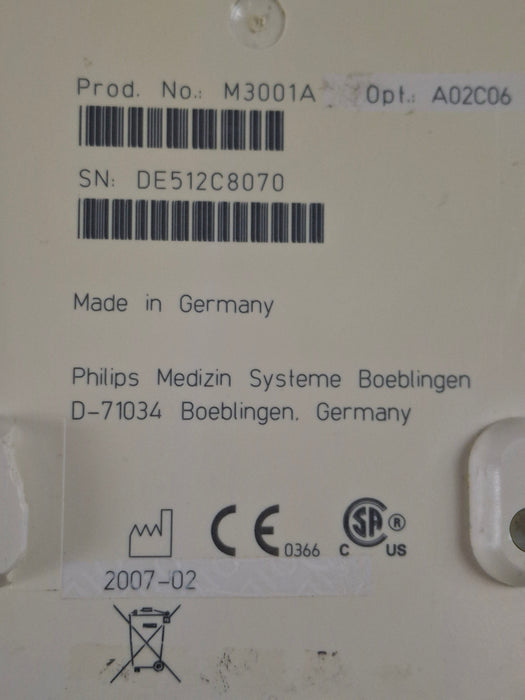 Prod. No.: M3001A Opt.: A02C06
SN: DE512C8070
Made in Germany
Philips Medizin Systeme Boeblingen
D-71034 Boeblingen. Germany
CE 0366 C SA ® US
2007-02